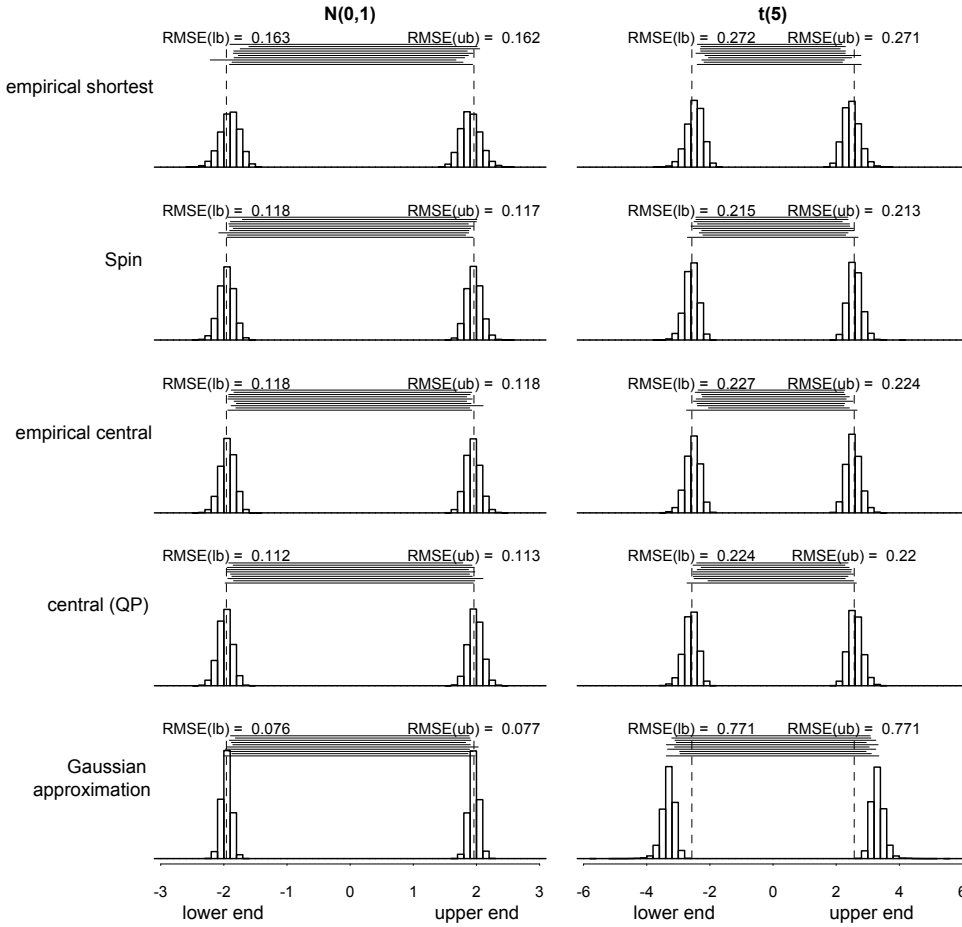 N(0,1) t(5)
RMSE(lb) = 0.163 RMSE(ub) = 0.162 RMSE(lb) = 0.272 RMSE(ub) = 0.271
empirical shortest
RMSE(lb) = 0.118 RMSE(ub) = 0.117 RMSE(lb) = 0.215 RMSE(ub) = 0.213
Spin
RMSE(lb) = 0.118 RMSE(ub) = 0.118 RMSE(lb) = 0.227 RMSE(ub) = 0.224
empirical central
RMSE(lb) = 0.112 RMSE(ub) = 0.113 RMSE(lb) = 0.224 RMSE(ub) = 0.22
central (QP)
RMSE(lb) = 0.076 RMSE(ub) = 0.077 RMSE(lb) = 0.771 RMSE(ub) = 0.771
Gaussian
approximation
-3 -2 -1 0 1 2 3 -6 -4 -2 0 2 4 6
lower end upper end lower end upper end